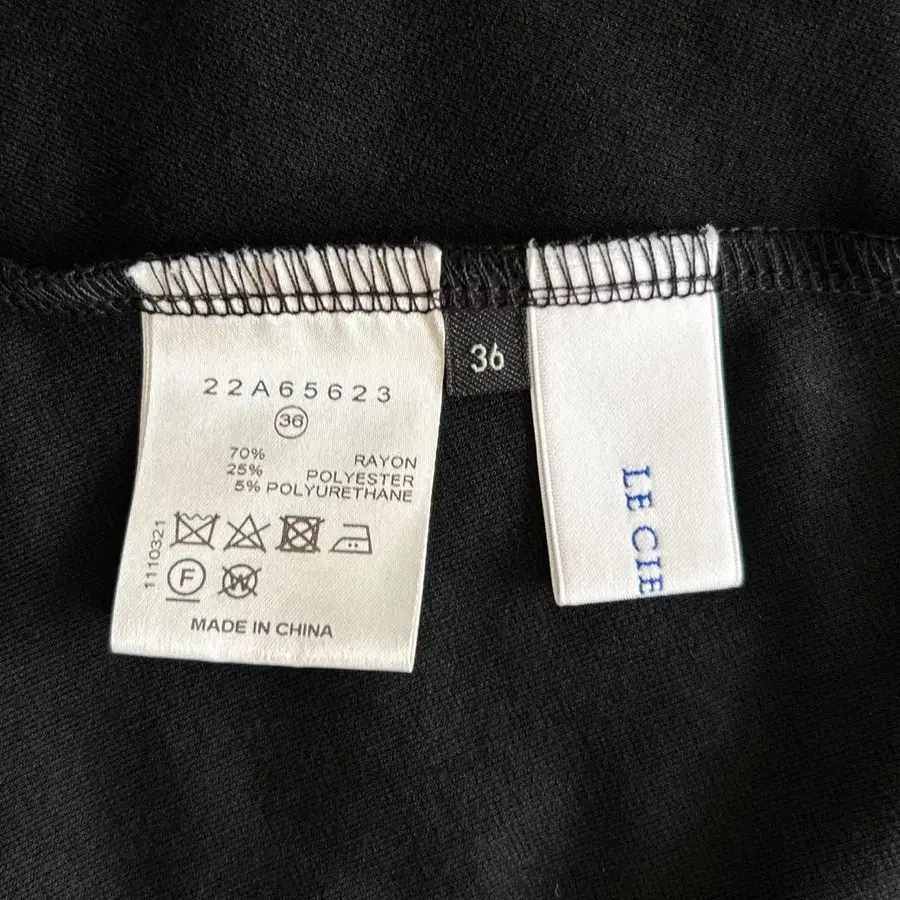 22A65623
36
70% RAYON
25% POLYESTER
5% POLYURETHANE
1110321
F
W
MADE IN CHINA
36
LE CIE